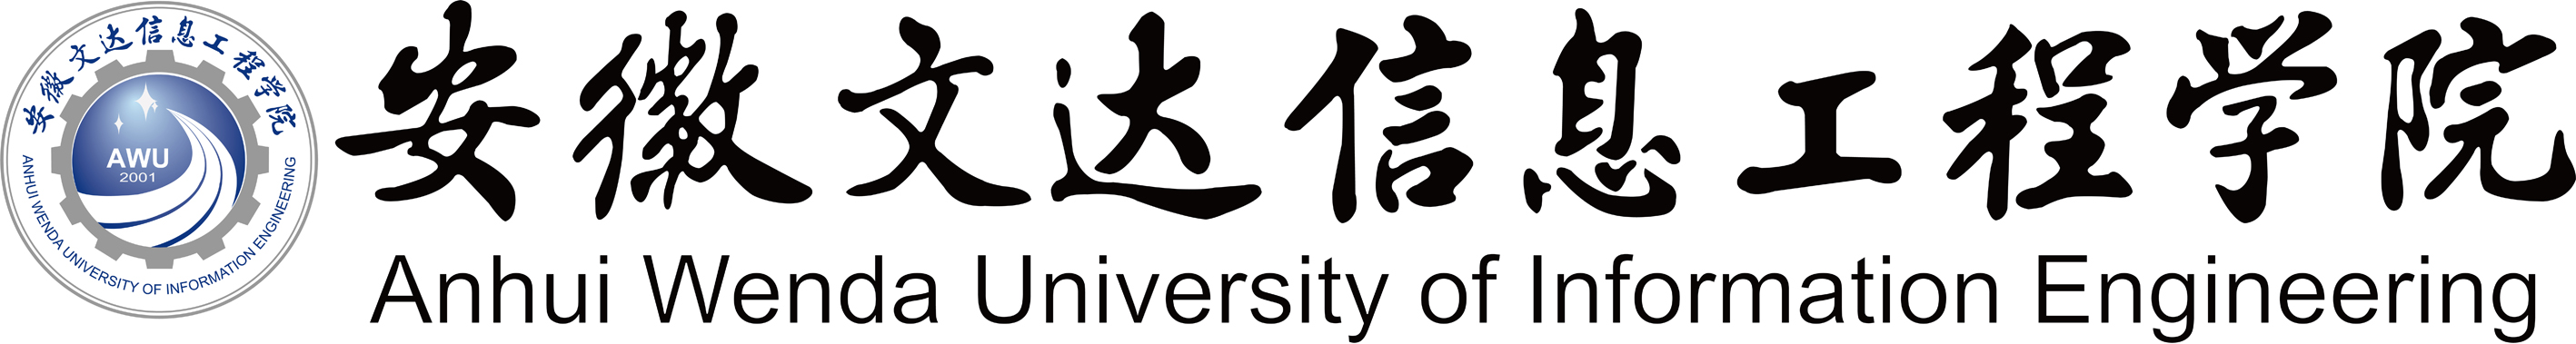 安徽文达信息工程学院
AWU
2001
ANHUI WENDA UNIVERSITY OF INFORMATION ENGINEERING
安徽文达信息工程学院
Anhui Wenda University of Information Engineering